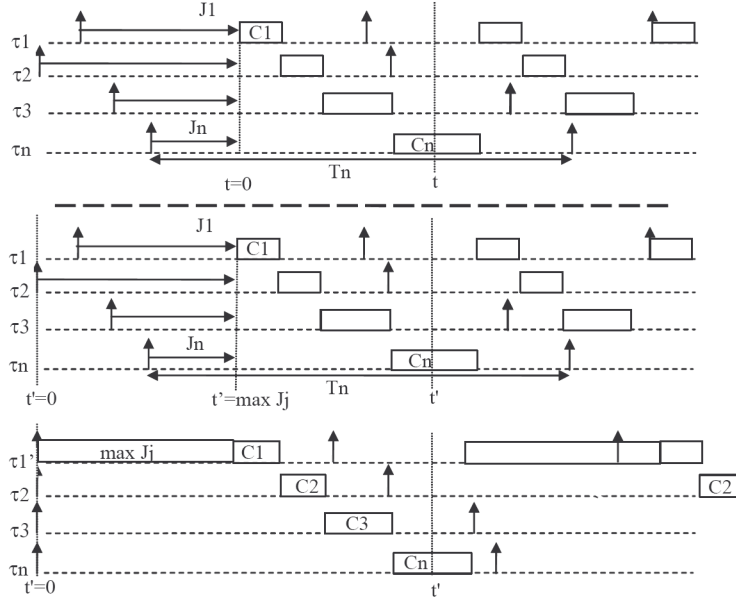 J1
C1
τ1
τ2
τ3
Jn
Cn
τn
Tn
t=0
t
J1
C1
τ1
τ2
τ3
Jn
Cn
τn
Tn
t'=0
t'=max Jj
t'
max Jj
C1
τ1'
C2
C2
τ2
C3
τ3
Cn
τn
t'=0
t'